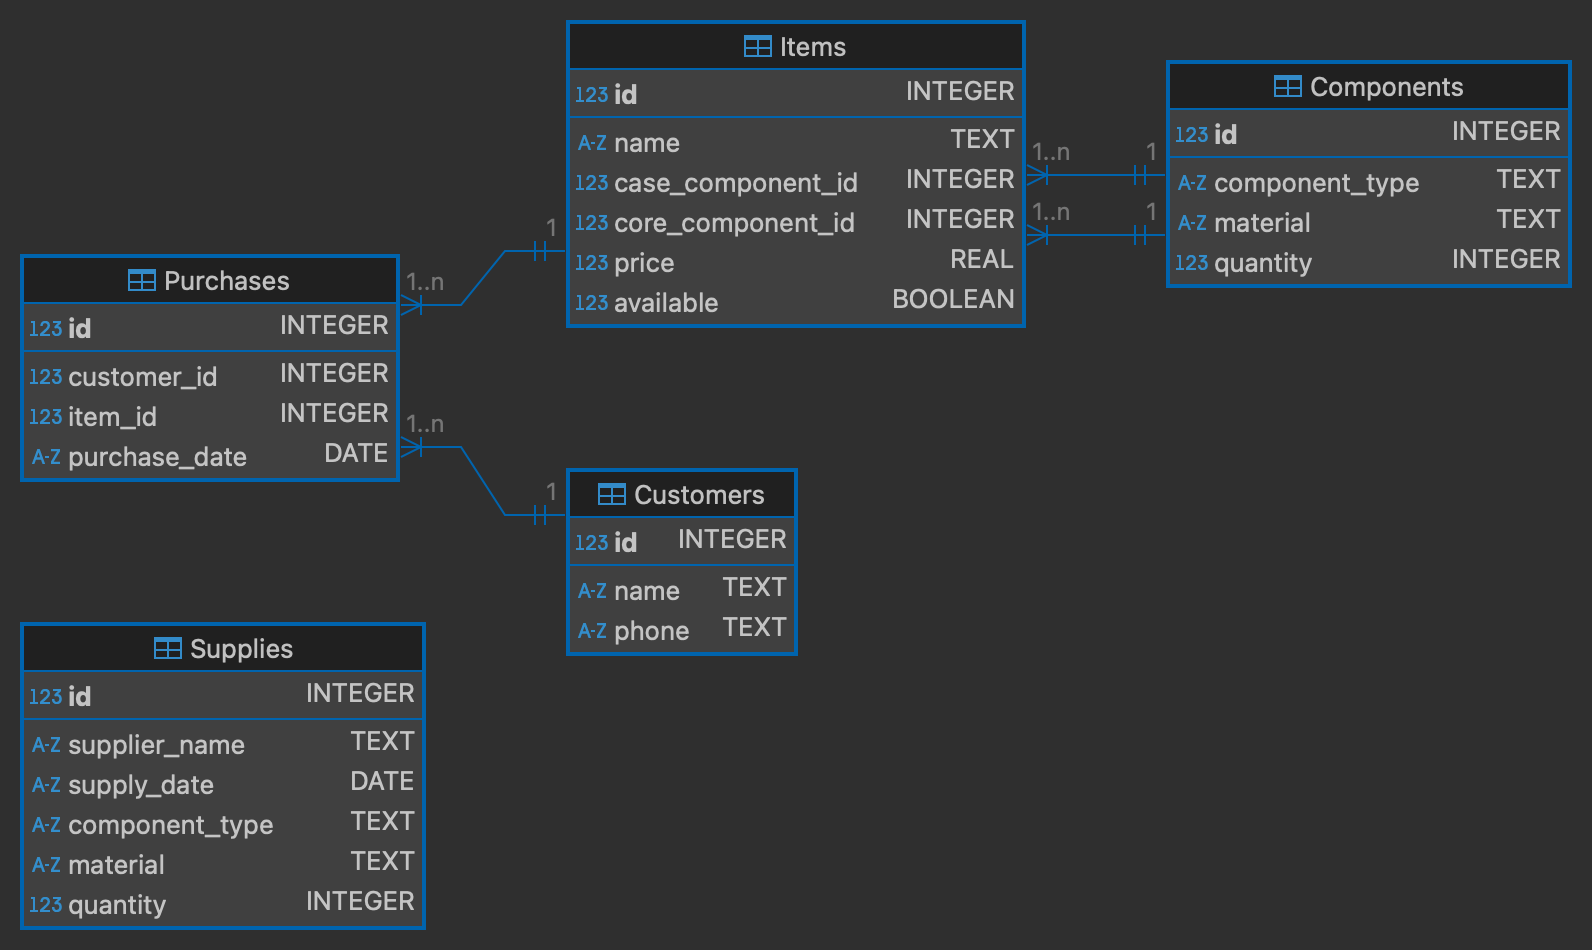 Items
123 id INTEGER
A-Z name TEXT
123 case_component_id INTEGER
123 core_component_id INTEGER
123 price REAL
123 available BOOLEAN
1..n 1
1..n 1
Components
123 id INTEGER
A-Z component_type TEXT
A-Z material TEXT
123 quantity INTEGER
1
1..n
Purchases
123 id INTEGER
123 customer_id INTEGER
123 item_id INTEGER
A-Z purchase_date DATE
1..n
1
Customers
123 id INTEGER
A-Z name TEXT
A-Z phone TEXT
Supplies
123 id INTEGER
A-Z supplier_name TEXT
A-Z supply_date DATE
A-Z component_type TEXT
A-Z material TEXT
123 quantity INTEGER